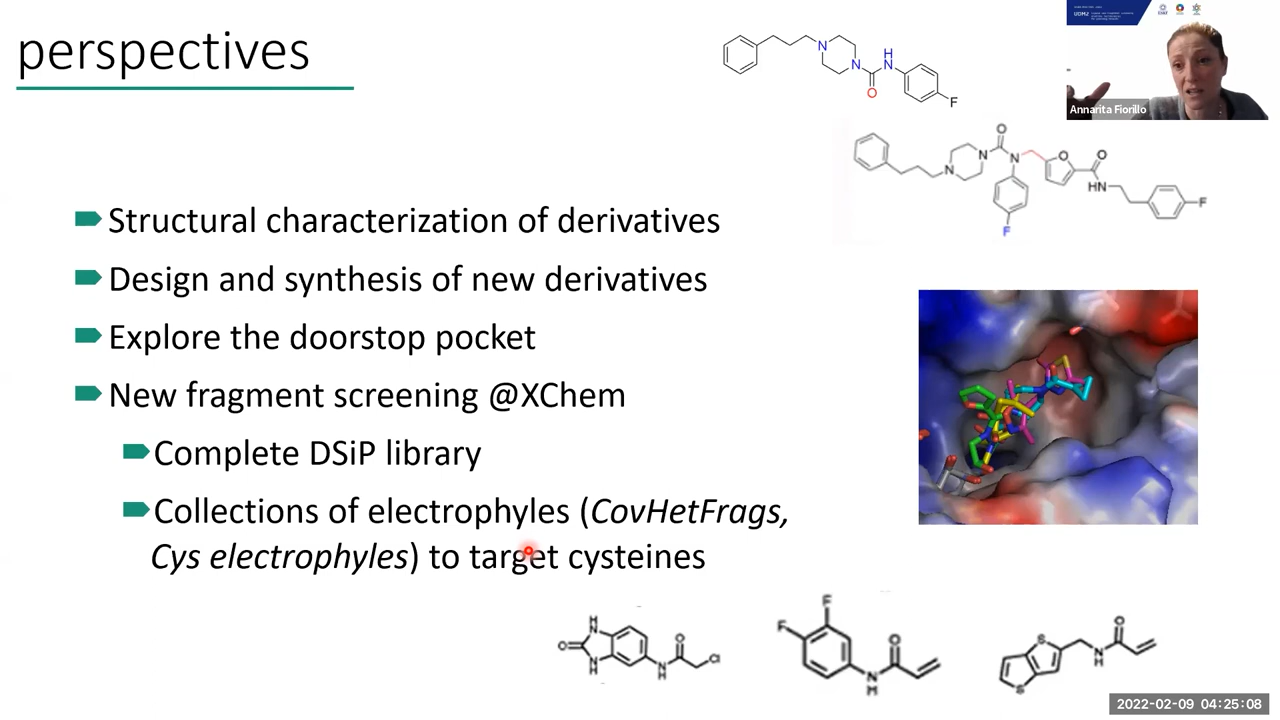 perspectives
Annarita Fiorillo
Structural characterization of derivatives
Design and synthesis of new derivatives
Explore the doorstop pocket
New fragment screening @XChem
Complete DSiP library
Collections of electrophyles (CovHetFrags,
Cys electrophyles) to target cysteines
2022-02-09 04:25:08